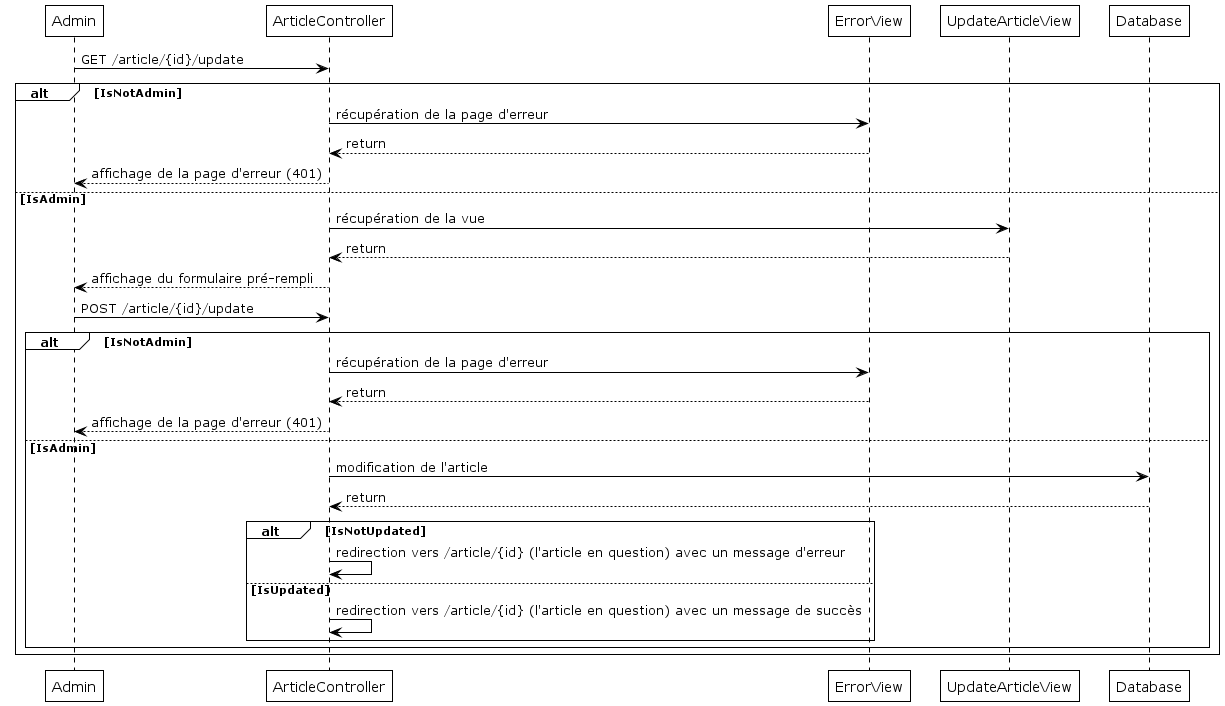 Admin
ArticleController
ErrorView
UpdateArticleView
Database
GET /article/{id}/update
alt [IsNotAdmin]
récupération de la page d'erreur
return
affichage de la page d'erreur (401)
[IsAdmin]
récupération de la vue
return
affichage du formulaire pré-rempli
POST /article/{id}/update
alt [IsNotAdmin]
récupération de la page d'erreur
return
affichage de la page d'erreur (401)
[IsAdmin]
modification de l'article
return
alt [IsNotUpdated]
redirection vers /article/{id} (l'article en question) avec un message d'erreur
[IsUpdated]
redirection vers /article/{id} (l'article en question) avec un message de succès
Admin
ArticleController
ErrorView
UpdateArticleView
Database